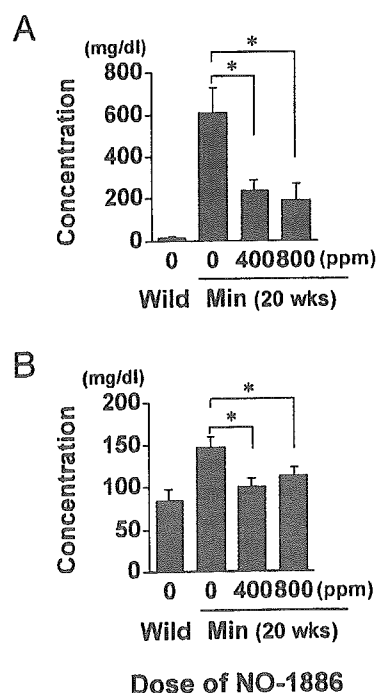 A
(mg/dl)
800
600
400
200
0
Concentration
*
*
0 0 400 800 (ppm)
Wild Min (20 wks)
B
(mg/dl)
200
150
100
50
0
Concentration
*
*
0 0 400 800 (ppm)
Wild Min (20 wks)
Dose of NO-1886